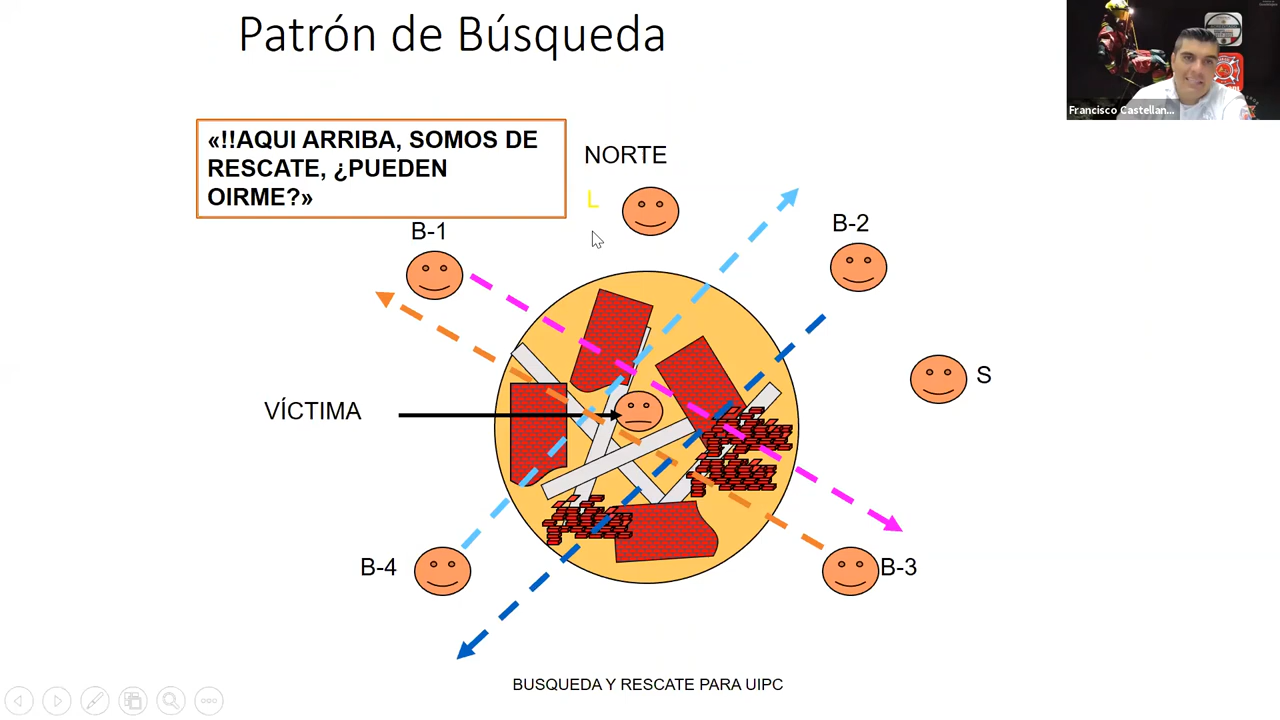 Patrón de Búsqueda
Francisco Castellan...
«!!AQUI ARRIBA, SOMOS DE
RESCATE, ¿PUEDEN
OIRME?»
NORTE
L
B-1
B-2
S
VÍCTIMA
B-4
B-3
BUSQUEDA Y RESCATE PARA UIPC